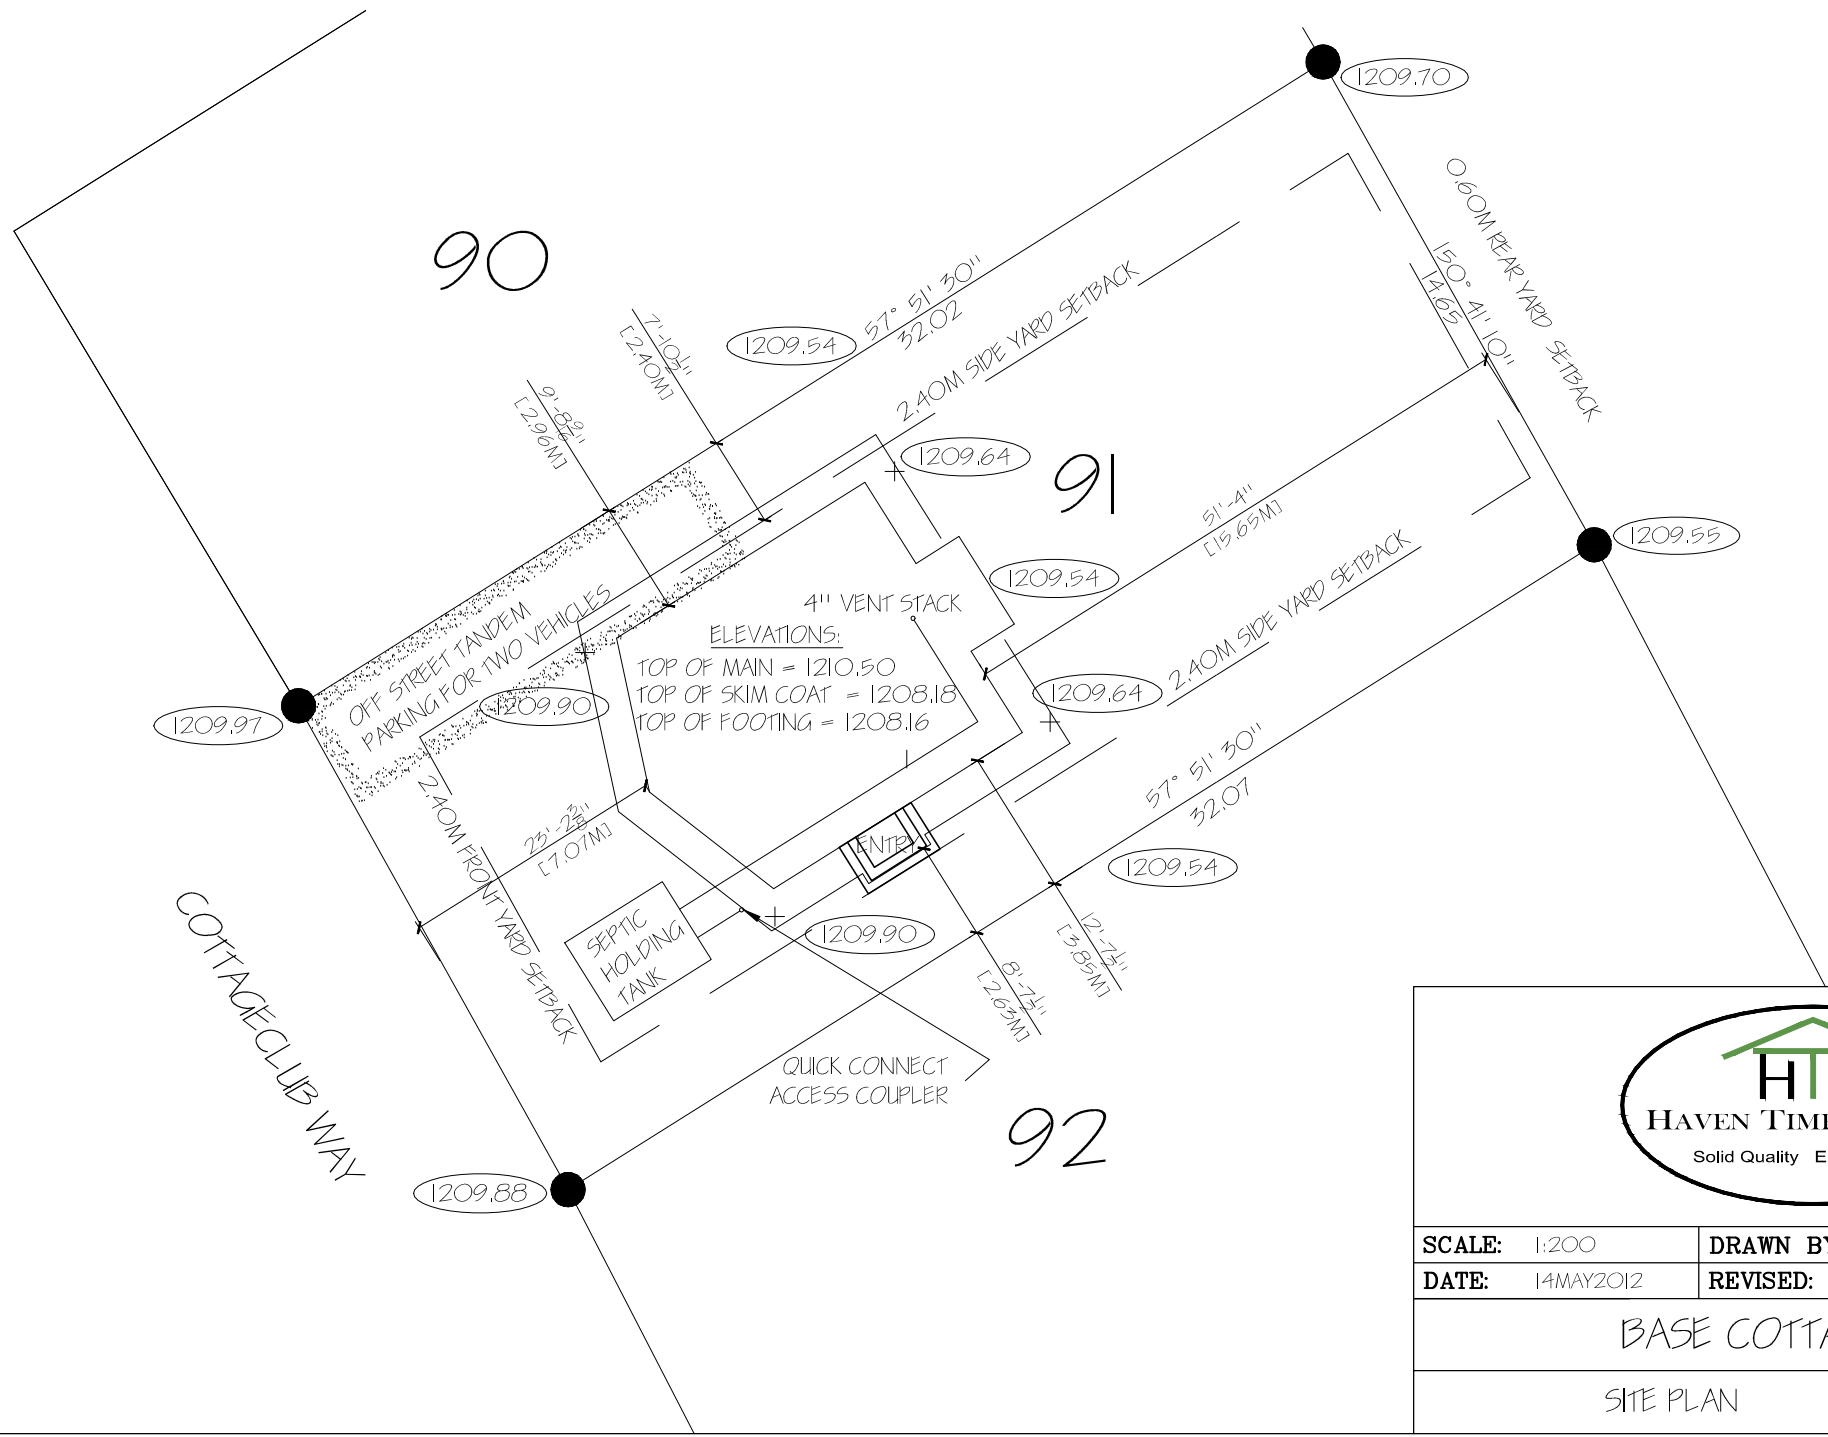 1209.70
0.60M REAR YARD SETBACK
90
57° 51' 30"
32.02
150° 41' 10"
14.65
1209.54
7'-10½"
[2.40M]
9'-8 9/16"
[2.96M]
2.40M SIDE YARD SETBACK
1209.64
91
51'-4"
[15.65M]
1209.55
1209.54
4" VENT STACK
ELEVATIONS:
TOP OF MAIN = 1210.50
TOP OF SKIM COAT = 1208.18
TOP OF FOOTING = 1208.16
2.40M SIDE YARD SETBACK
OFF STREET TANDEM
PARKING FOR TWO VEHICLES
1209.90
1209.97
1209.64
57° 51' 30"
32.07
2.40M FRONT YARD SETBACK
23'-2⅜"
[7.07M]
ENTRY
1209.54
SEPTIC
HOLDING
TANK
1209.90
12'-7½"
[3.85M]
8'-7½"
[2.63M]
COTTAGECLUB WAY
QUICK CONNECT
ACCESS COUPLER
92
1209.88
HT
HAVEN TIM
Solid Quality E
SCALE: 1:200
DRAWN BY
DATE: 14MAY2012
REVISED:
BASE COTTA
SITE PLAN